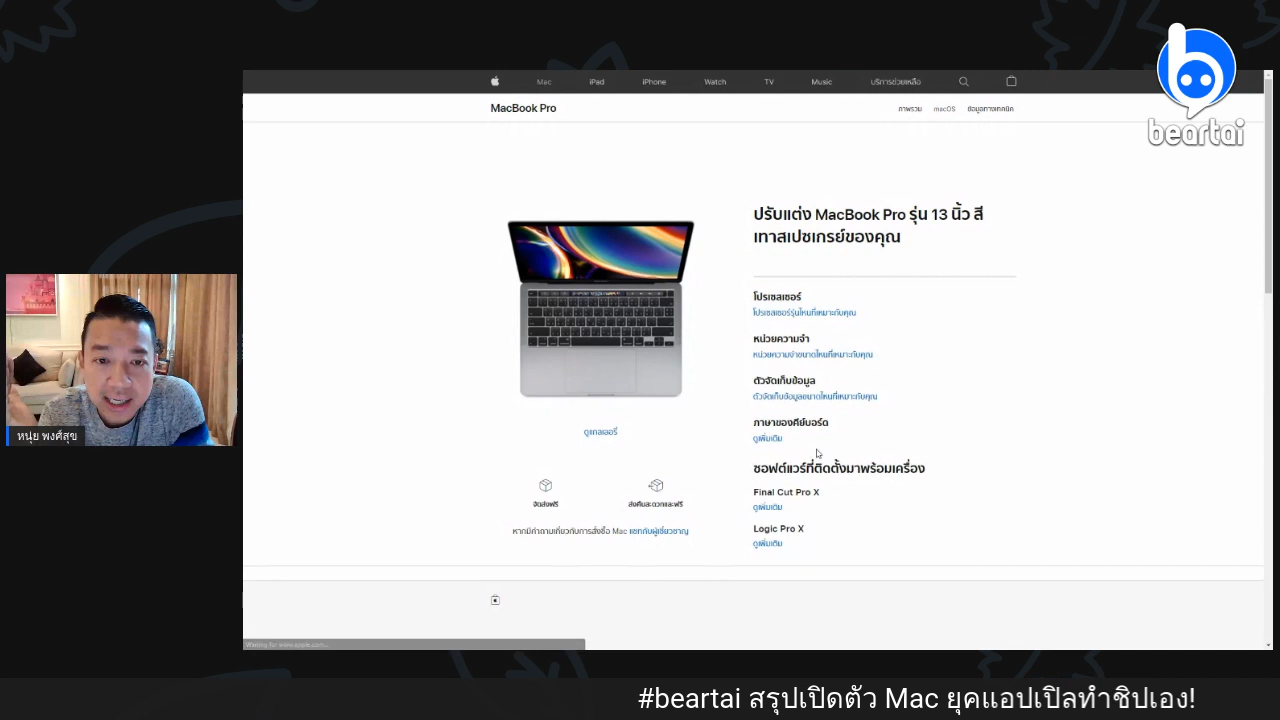 beartai
Mac iPad iPhone Watch TV Music บริการช่วยเหลือ
MacBook Pro
ภาพรวม macOS ข้อมูลทางเทคนิค
ปรับแต่ง MacBook Pro รุ่น 13 นิ้ว สี
เทาสเปซเกรย์ของคุณ
โปรเซสเซอร์
โปรเซสเซอร์รุ่นไหนที่เหมาะกับคุณ
หน่วยความจำ
หน่วยความจำขนาดไหนที่เหมาะกับคุณ
ตัวจัดเก็บข้อมูล
ตัวจัดเก็บข้อมูลขนาดไหนที่เหมาะกับคุณ
ภาษาของคีย์บอร์ด
ดูเพิ่มเติม
ซอฟต์แวร์ที่ติดตั้งมาพร้อมเครื่อง
Final Cut Pro X
ดูเพิ่มเติม
Logic Pro X
ดูเพิ่มเติม
ดูแกลเลอรี่
จัดส่งฟรี
ส่งคืนสะดวกและฟรี
หากมีคำถามเกี่ยวกับการสั่งซื้อ Mac แชทกับผู้เชี่ยวชาญ
หนุ่ย พงศ์สุข
Waiting for www.apple.com...
#beartai สรุปเปิดตัว Mac ยุคแอปเปิลทำชิปเอง!